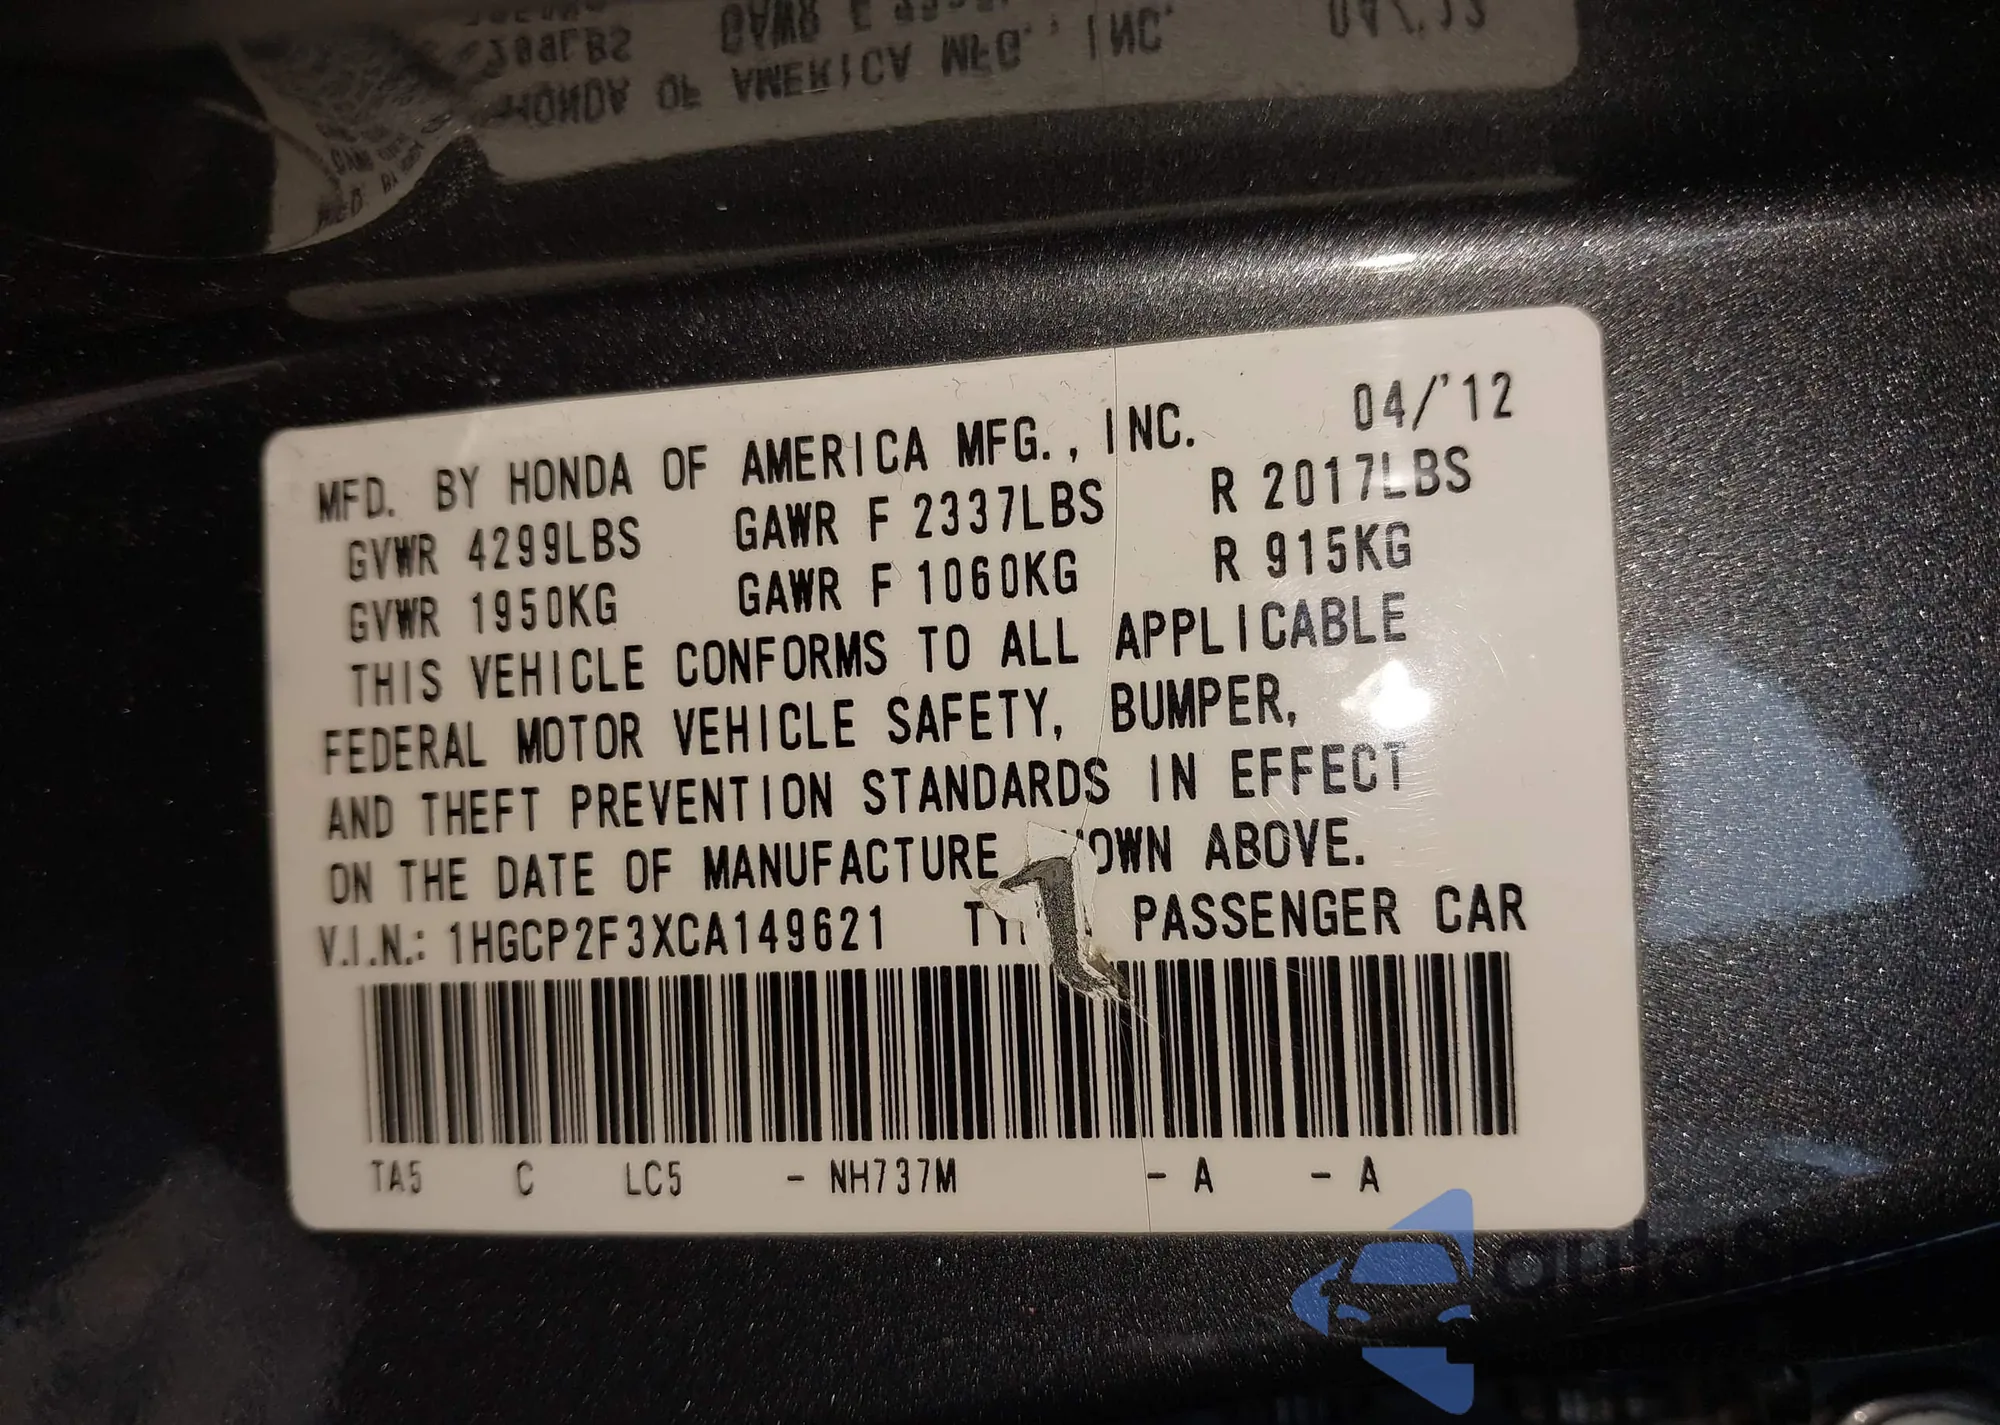 MFD. BY HONDA OF AMERICA MFG., INC. 04/'12
GVWR 4299LBS GAWR F 2337LBS R 2017LBS
GVWR 1950KG GAWR F 1060KG R 915KG
THIS VEHICLE CONFORMS TO ALL APPLICABLE
FEDERAL MOTOR VEHICLE SAFETY, BUMPER,
AND THEFT PREVENTION STANDARDS IN EFFECT
ON THE DATE OF MANUFACTURE OWN ABOVE.
V.I.N.: 1HGCP2F3XCA149621 TY PASSENGER CAR
TA5 C LC5 - NH737M - A - A